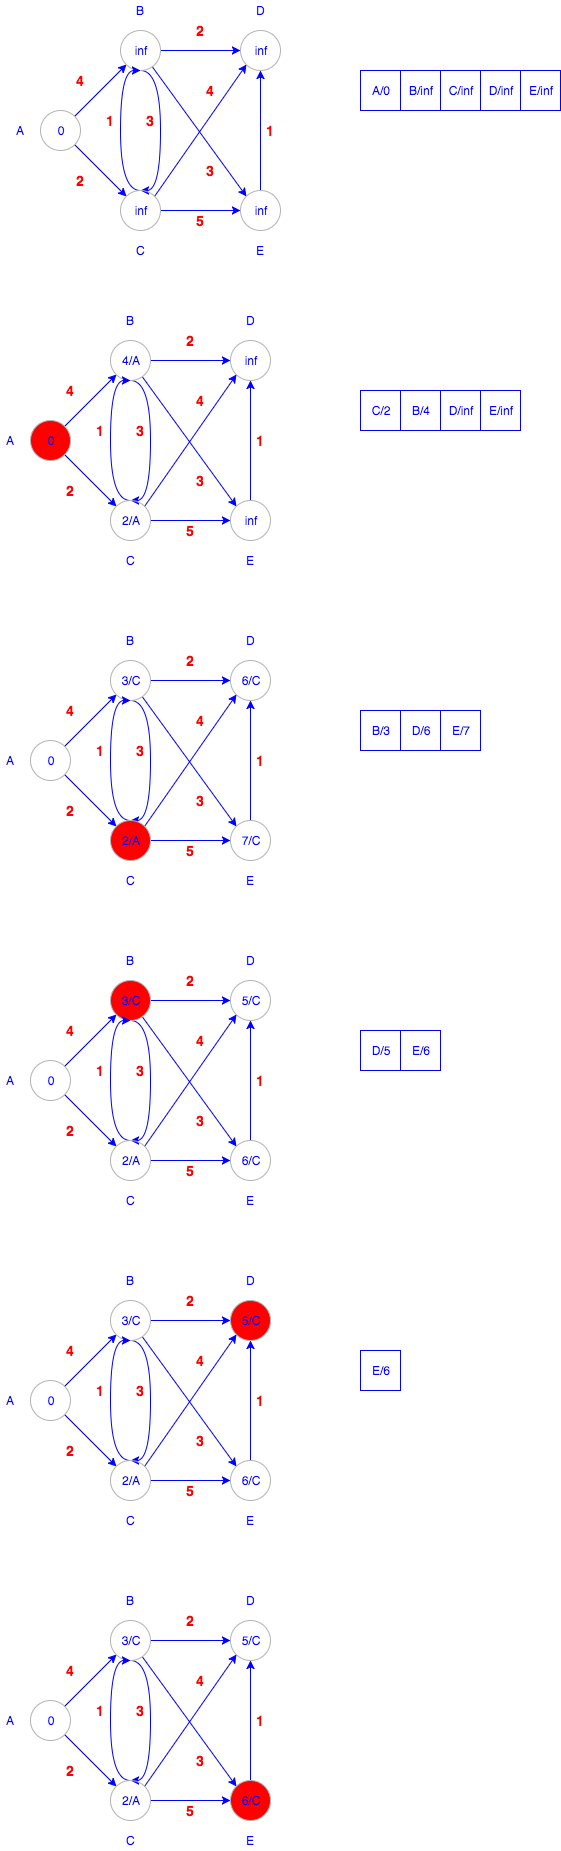 B D
inf 2 inf
4 4
A/0 B/inf C/inf D/inf E/inf
A 0 1 3 1
2 3
inf 5 inf
C E
B D
4/A 2 inf
4 4
C/2 B/4 D/inf E/inf
A 0 1 3 1
2 3
2/A 5 inf
C E
B D
3/C 2 6/C
4 4
B/3 D/6 E/7
A 0 1 3 1
2 3
2/A 5 7/C
C E
B D
3/C 2 5/C
4 4
D/5 E/6
A 0 1 3 1
2 3
2/A 5 6/C
C E
B D
3/C 2 5/C
4 4
E/6
A 0 1 3 1
2 3
2/A 5 6/C
C E
B D
3/C 2 5/C
4 4
A 0 1 3 1
2 3
2/A 5 6/C
C E